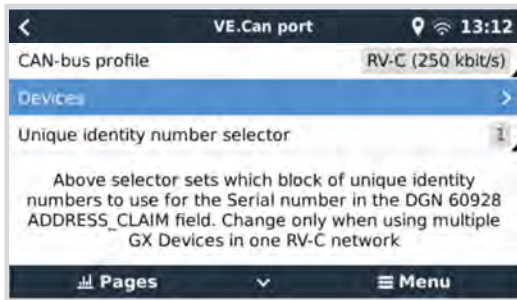 VE.Can port 13:12
CAN-bus profile RV-C (250 kbit/s)
Devices
Unique identity number selector 1
Above selector sets which block of unique identity
numbers to use for the Serial number in the DGN 60928
ADDRESS_CLAIM field. Change only when using multiple
GX Devices in one RV-C network
Pages Menu